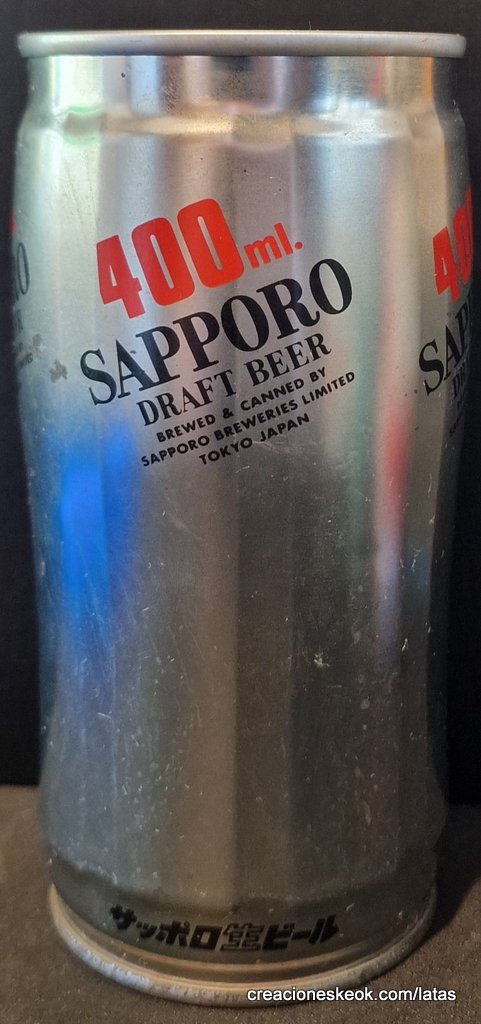 400ml.
SAPPORO
DRAFT BEER
BREWED & CANNED BY
SAPPORO BREWERIES LIMITED
TOKYO JAPAN
サッポロ生ビール
creacioneskeok.com/latas